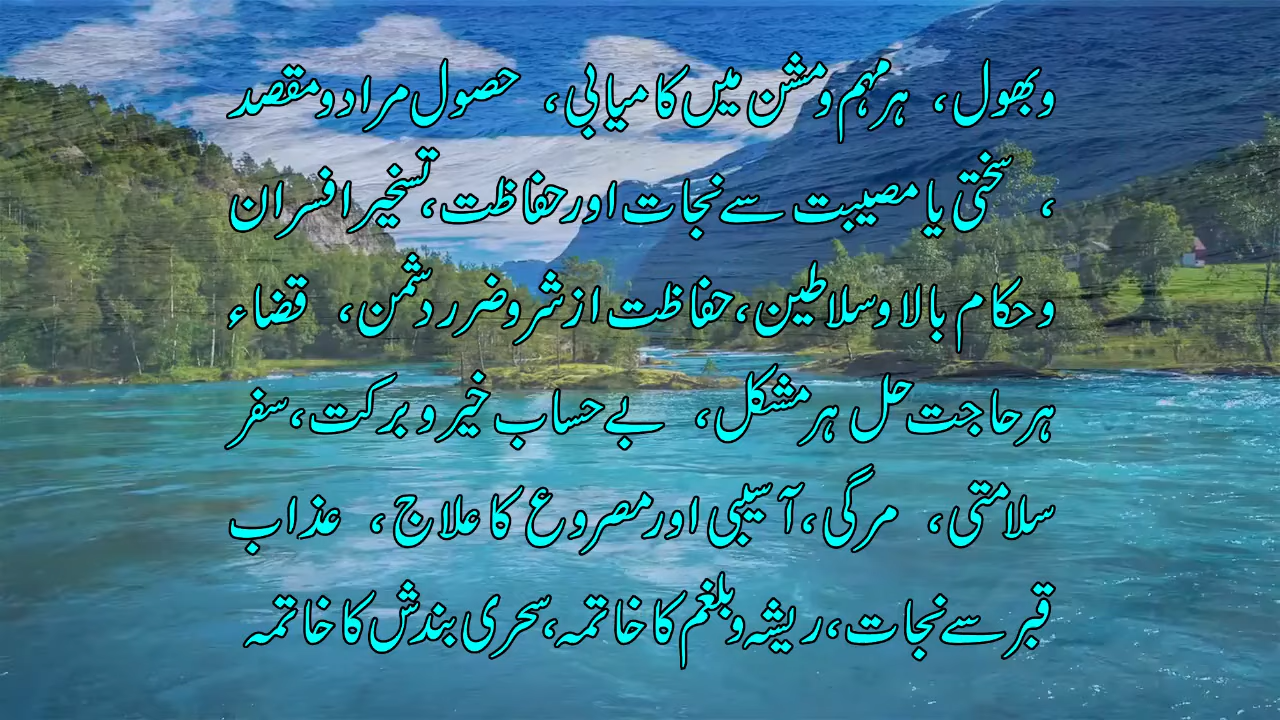 وبھول، ہر مہم ومشن میں کامیابی، حصول مراد ومقصد
، سختی یا مصیبت سے نجات اور حفاظت، تسخیر افسران
وحکام بالا وسلاطین، حفاظت از شر وضرر دشمن، قضاء
ہر حاجت حل ہر مشکل، بے حساب خیر و برکت، سفر
سلامتی، مرگی، آسیبی اور مصروع کا علاج، عذاب
قبر سے نجات، ریشہ و بلغم کا خاتمہ، سحری بندش کا خاتمہ